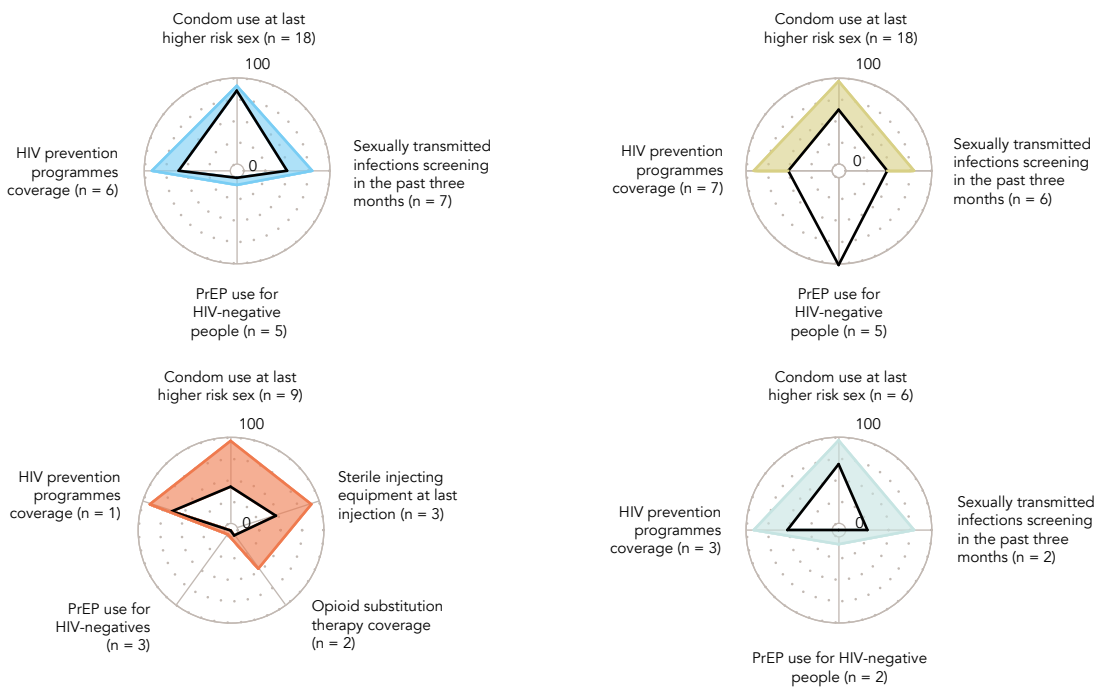 Condom use at last
higher risk sex (n = 18)
100
HIV prevention
programmes
coverage (n = 6)
0
Sexually transmitted
infections screening
in the past three
months (n = 7)
PrEP use for
HIV-negative
people (n = 5)
Condom use at last
higher risk sex (n = 18)
100
HIV prevention
programmes
coverage (n = 7)
0
Sexually transmitted
infections screening
in the past three
months (n = 6)
PrEP use for
HIV-negative
people (n = 5)
Condom use at last
higher risk sex (n = 9)
100
HIV prevention
programmes
coverage (n = 1)
0
Sterile injecting
equipment at last
injection (n = 3)
PrEP use for
HIV-negatives
(n = 3)
Opioid substitution
therapy coverage
(n = 2)
Condom use at last
higher risk sex (n = 6)
100
HIV prevention
programmes
coverage (n = 3)
0
Sexually transmitted
infections screening
in the past three
months (n = 2)
PrEP use for HIV-negative
people (n = 2)